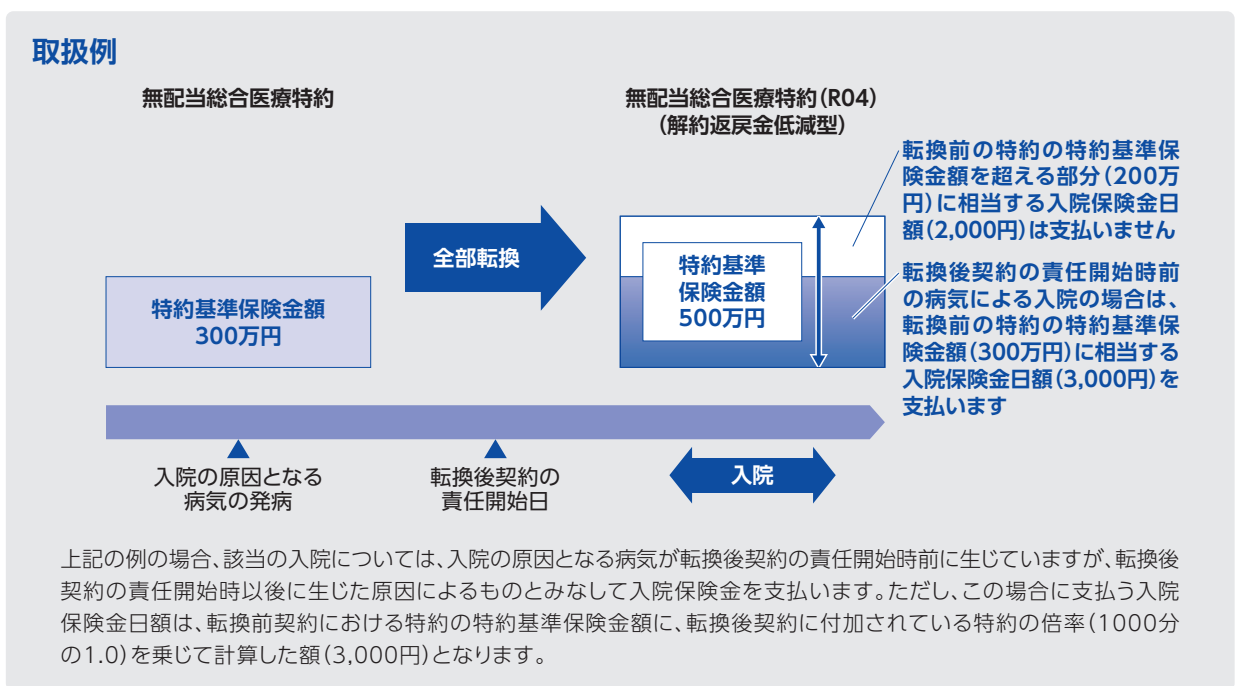 取扱例
無配当総合医療特約
無配当総合医療特約(R04)
(解約返戻金低減型)
転換前の特約の特約基準保
険金額を超える部分(200万
円)に相当する入院保険金日
額(2,000円)は支払いません
全部転換
特約基準保険金額
300万円
特約基準
保険金額
500万円
転換後契約の責任開始時前
の病気による入院の場合は、
転換前の特約の特約基準保
険金額(300万円)に相当する
入院保険金日額(3,000円)を
支払います
入院の原因となる
病気の発病
転換後契約の
責任開始日
入院
上記の例の場合、該当の入院については、入院の原因となる病気が転換後契約の責任開始時前に生じていますが、転換後
契約の責任開始時以後に生じた原因によるものとみなして入院保険金を支払います。ただし、この場合に支払う入院
保険金日額は、転換前契約における特約の特約基準保険金額に、転換後契約に付加されている特約の倍率(1000分
の1.0)を乗じて計算した額(3,000円)となります。